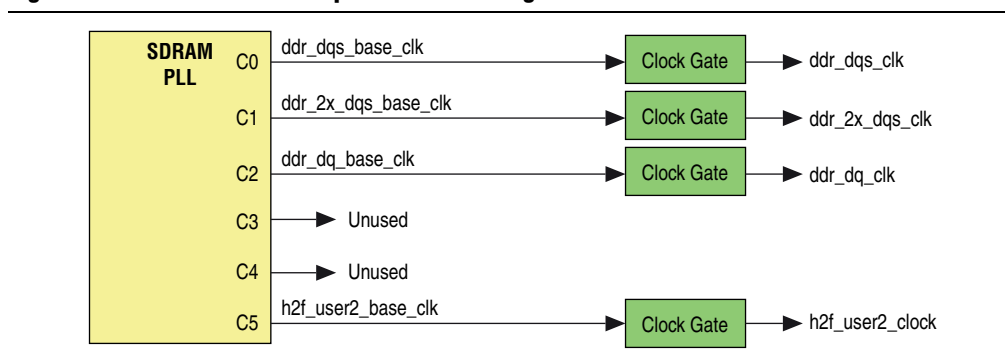 SDRAM
PLL
C0
ddr_dqs_base_clk
Clock Gate
ddr_dqs_clk
C1
ddr_2x_dqs_base_clk
Clock Gate
ddr_2x_dqs_clk
C2
ddr_dq_base_clk
Clock Gate
ddr_dq_clk
C3
Unused
C4
Unused
C5
h2f_user2_base_clk
Clock Gate
h2f_user2_clock